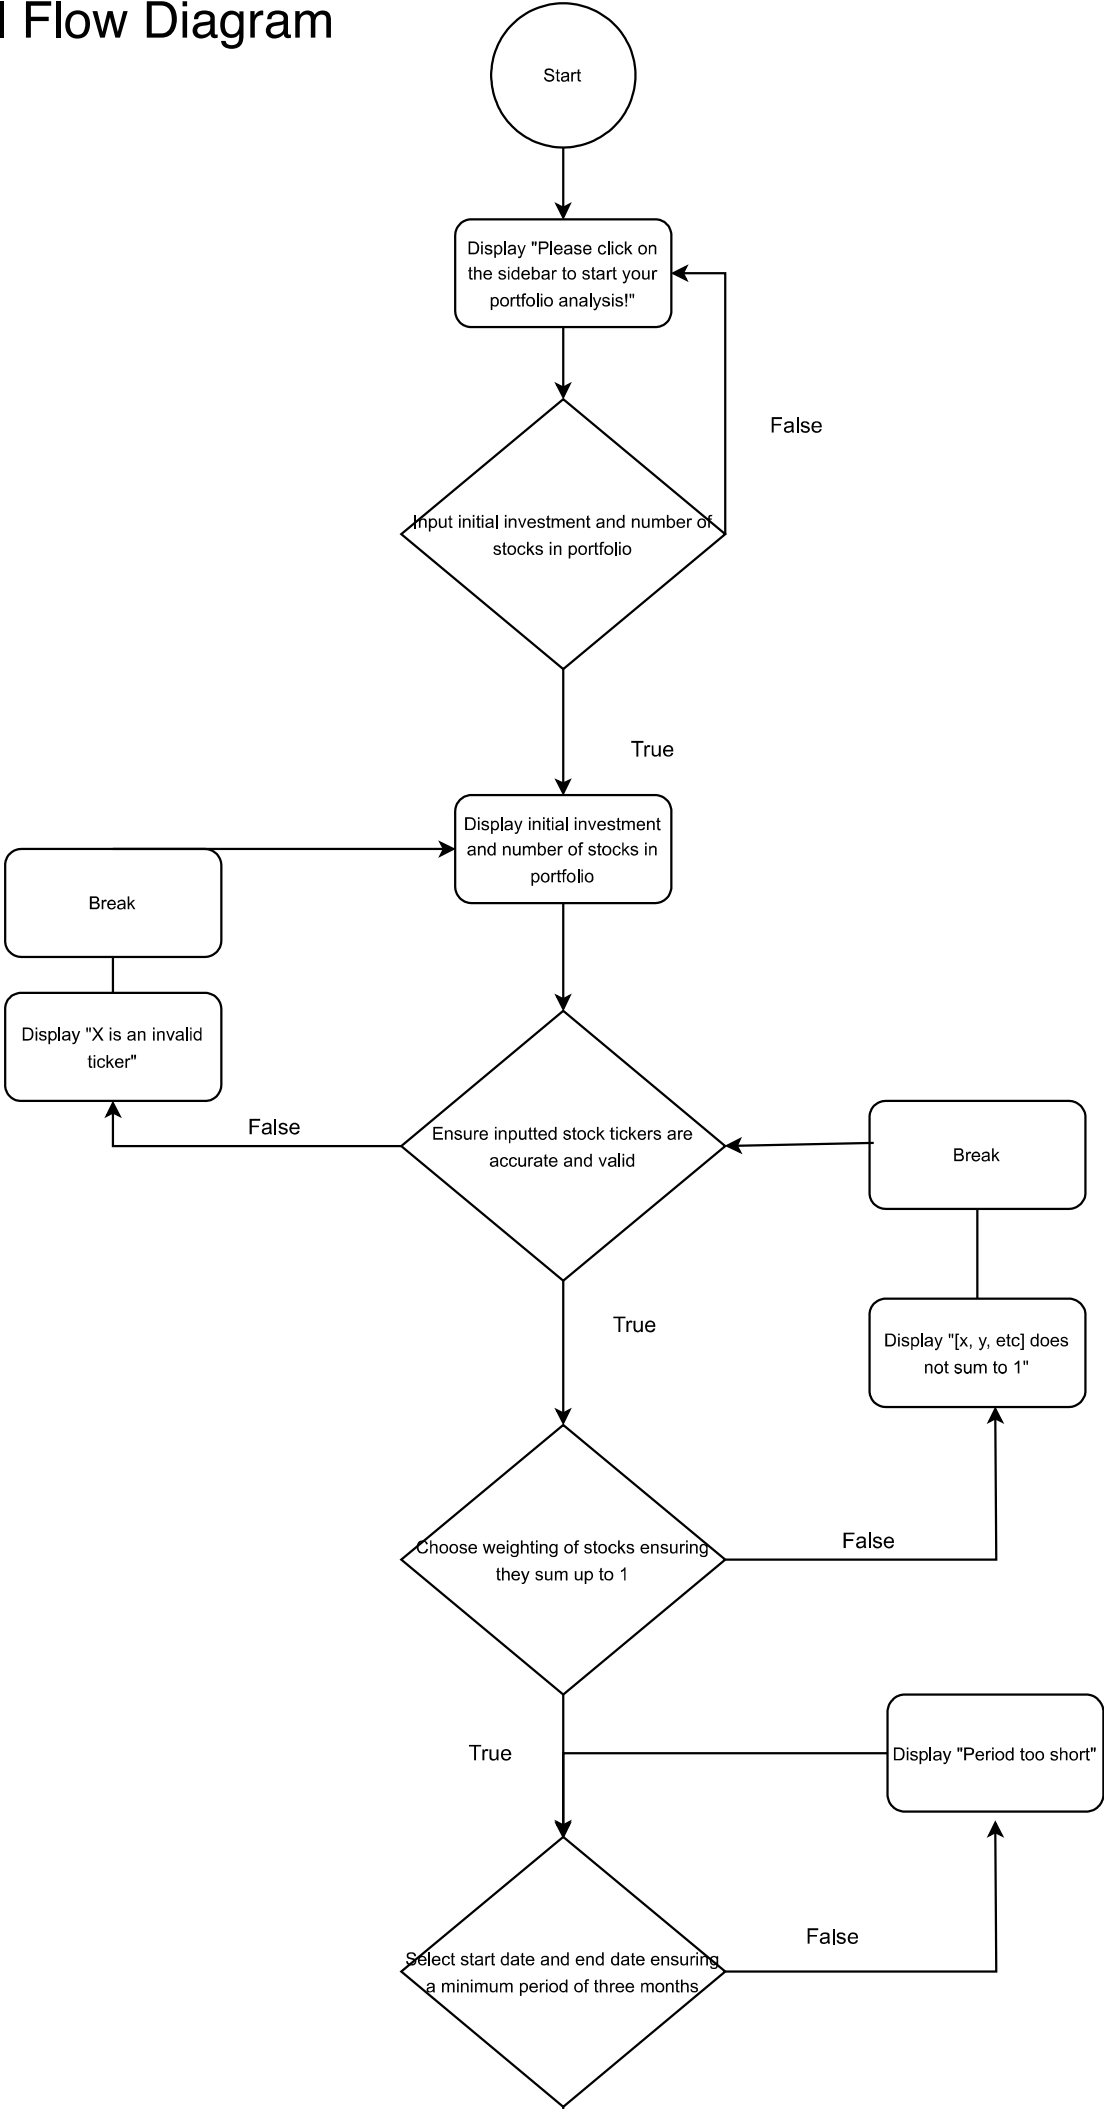 Flow Diagram
Start
Display "Please click on
the sidebar to start your
portfolio analysis!"
False
Input initial investment and number of
stocks in portfolio
True
Display initial investment
and number of stocks in
portfolio
Break
Display "X is an invalid
ticker"
False
Ensure inputted stock tickers are
accurate and valid
Break
True
Display "[x, y, etc] does
not sum to 1"
False
Choose weighting of stocks ensuring
they sum up to 1
True
Display "Period too short"
False
Select start date and end date ensuring
a minimum period of three months